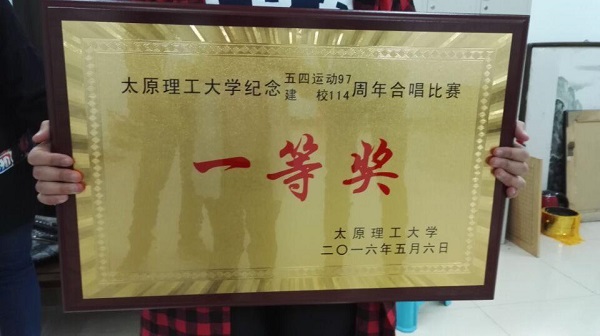 太原理工大学纪念五四运动97周年合唱比赛
建校114
一等奖
太原理工大学
二〇一六年五月六日